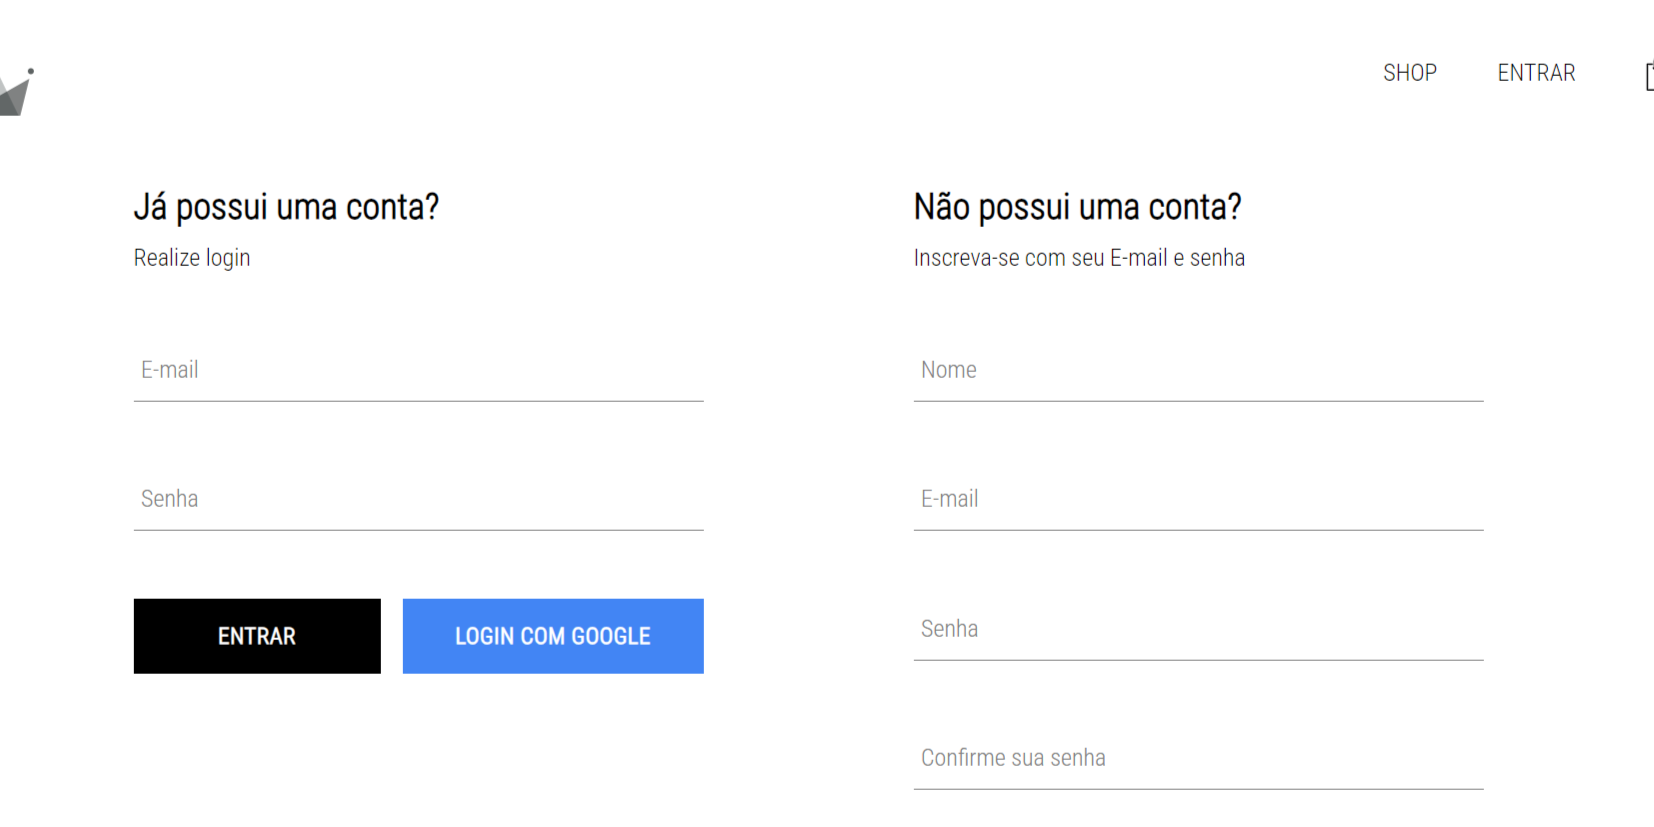 SHOP
ENTRAR
Já possui uma conta?
Realize login
E-mail
Senha
ENTRAR
LOGIN COM GOOGLE
Não possui uma conta?
Inscreva-se com seu E-mail e senha
Nome
E-mail
Senha
Confirme sua senha